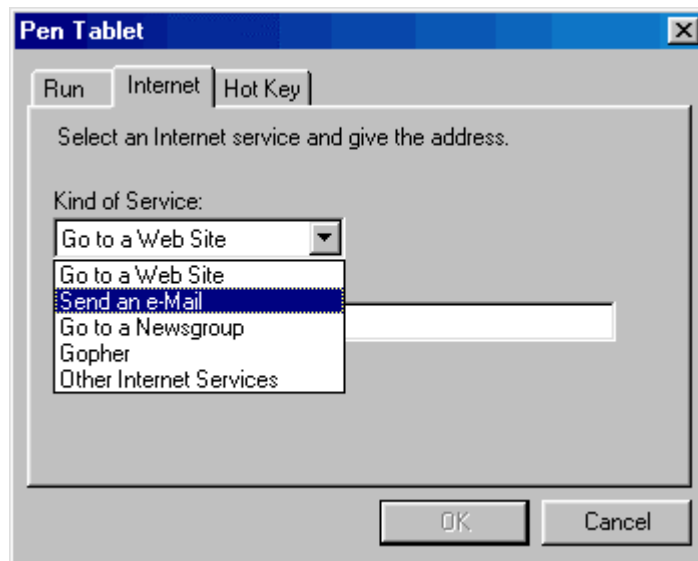 Pen Tablet
Run Internet Hot Key
Select an Internet service and give the address.
Kind of Service:
Go to a Web Site
Go to a Web Site
Send an e-Mail
Go to a Newsgroup
Gopher
Other Internet Services
OK Cancel